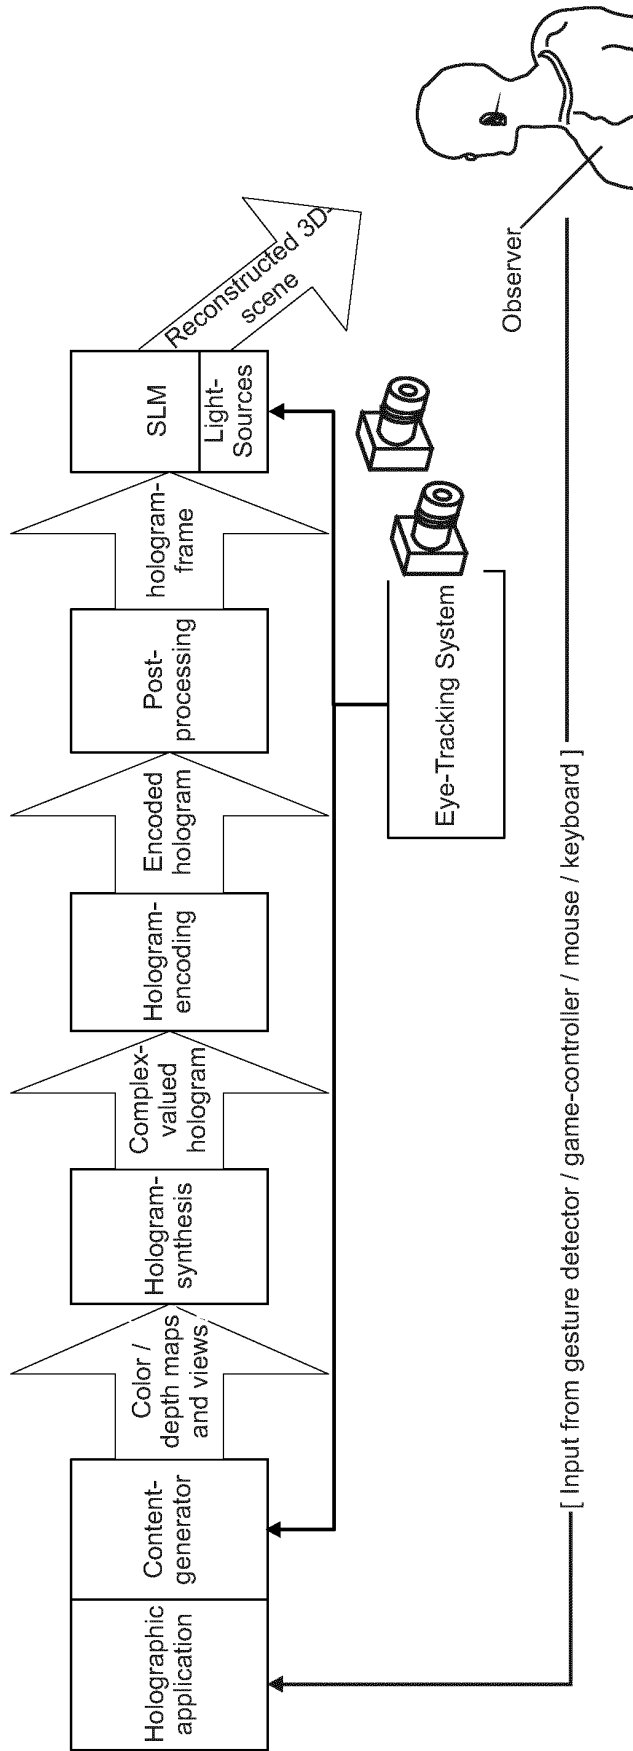 Holographic
application
Content-
generator
Color /
depth maps
and views
Hologram-
synthesis
Complex-
valued
hologram
Hologram-
encoding
Encoded
hologram
Post-
processing
hologram-
frame
SLM
Light-
Sources
Reconstructed 3D-
scene
Eye-Tracking System
Observer
[ Input from gesture detector / game-controller / mouse / keyboard ]